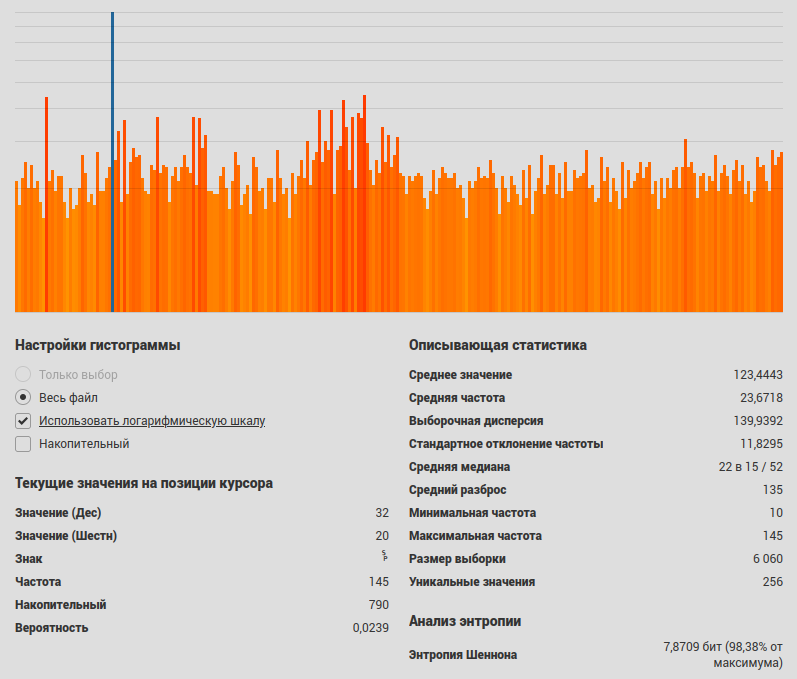 Настройки гистограммы
Только выбор
Весь файл
Использовать логарифмическую шкалу
Накопительный
Текущие значения на позиции курсора
Значение (Дес) 32
Значение (Шестн) 20
Знак ␠
Частота 145
Накопительный 790
Вероятность 0,0239
Описывающая статистика
Среднее значение 123,4443
Средняя частота 23,6718
Выборочная дисперсия 139,9392
Стандартное отклонение частоты 11,8295
Средняя медиана 22 в 15 / 52
Средний разброс 135
Минимальная частота 10
Максимальная частота 145
Размер выборки 6 060
Уникальные значения 256
Анализ энтропии
Энтропия Шеннона 7,8709 бит (98,38% от
максимума)